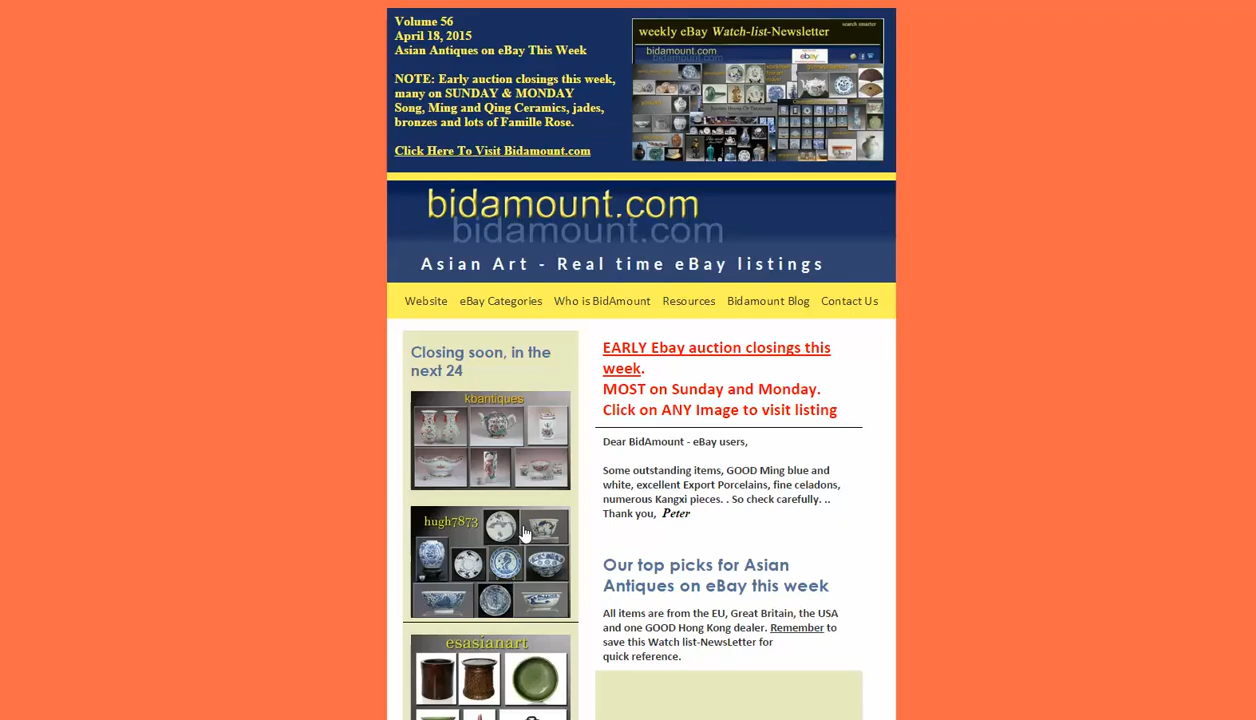 Volume 56
April 18, 2015
Asian Antiques on eBay This Week
NOTE: Early auction closings this week,
many on SUNDAY & MONDAY
Song, Ming and Qing Ceramics, jades,
bronzes and lots of Famille Rose.
Click Here To Visit Bidamount.com
search smarter
weekly eBay Watch-list-Newsletter
bidamount.com
bidamount.com
ebay
bidamount.com
bidamount.com
Asian Art - Real time eBay listings
Website eBay Categories Who is BidAmount Resources Bidamount Blog Contact Us
Closing soon, in the
next 24
kbantiques
hugh7873
esasianart
EARLY Ebay auction closings this
week.
MOST on Sunday and Monday.
Click on ANY Image to visit listing
Dear BidAmount - eBay users,
Some outstanding items, GOOD Ming blue and
white, excellent Export Porcelains, fine celadons,
numerous Kangxi pieces. . So check carefully. ..
Thank you, Peter
Our top picks for Asian
Antiques on eBay this week
All items are from the EU, Great Britain, the USA
and one GOOD Hong Kong dealer. Remember to
save this Watch list-NewsLetter for
quick reference.